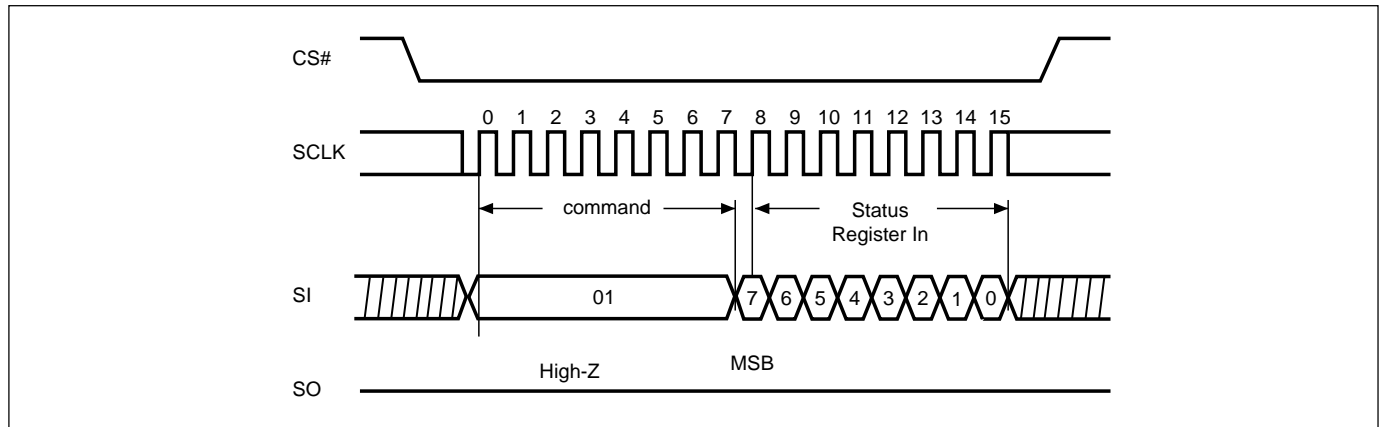 CS#
0 1 2 3 4 5 6 7 8 9 10 11 12 13 14 15
SCLK
command
Status
Register In
SI
01
7 6 5 4 3 2 1 0
MSB
High-Z
SO